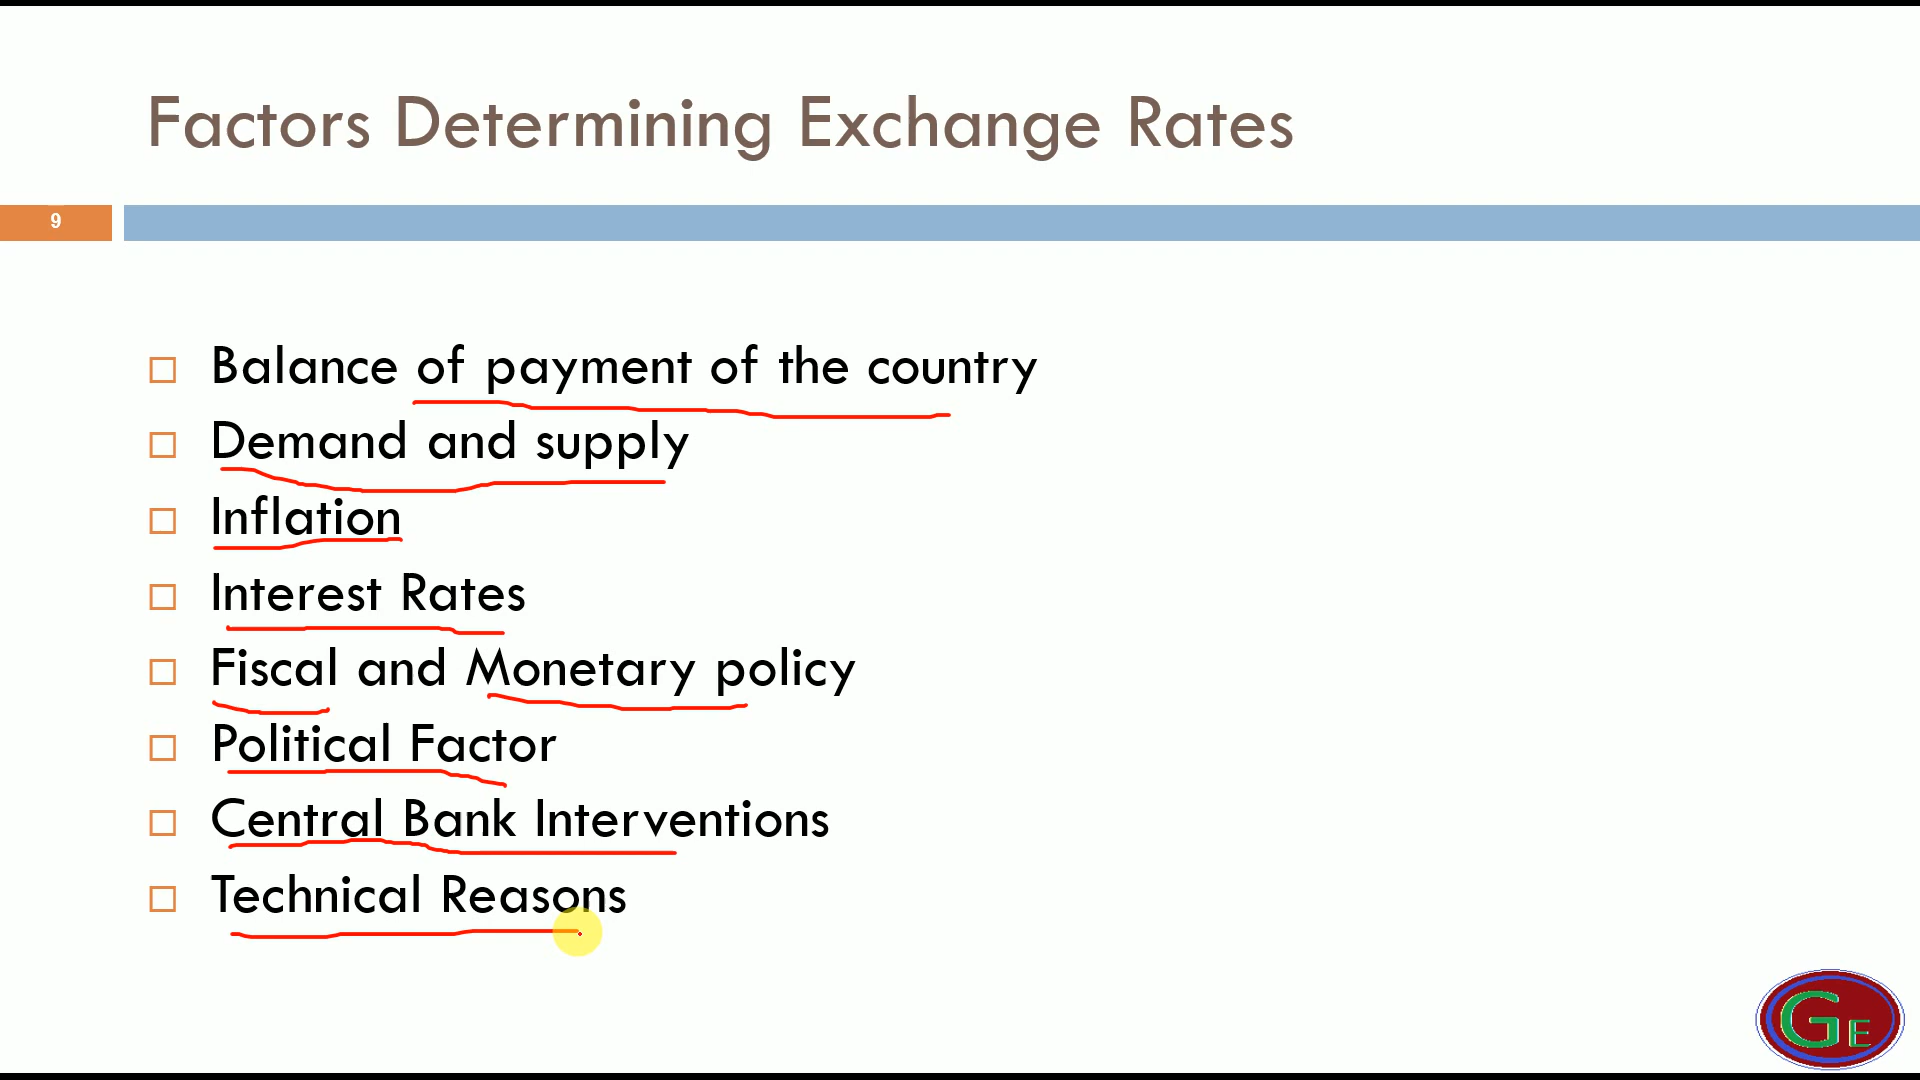 Factors Determining Exchange Rates
9
Balance of payment of the country
Demand and supply
Inflation
Interest Rates
Fiscal and Monetary policy
Political Factor
Central Bank Interventions
Technical Reasons
GE